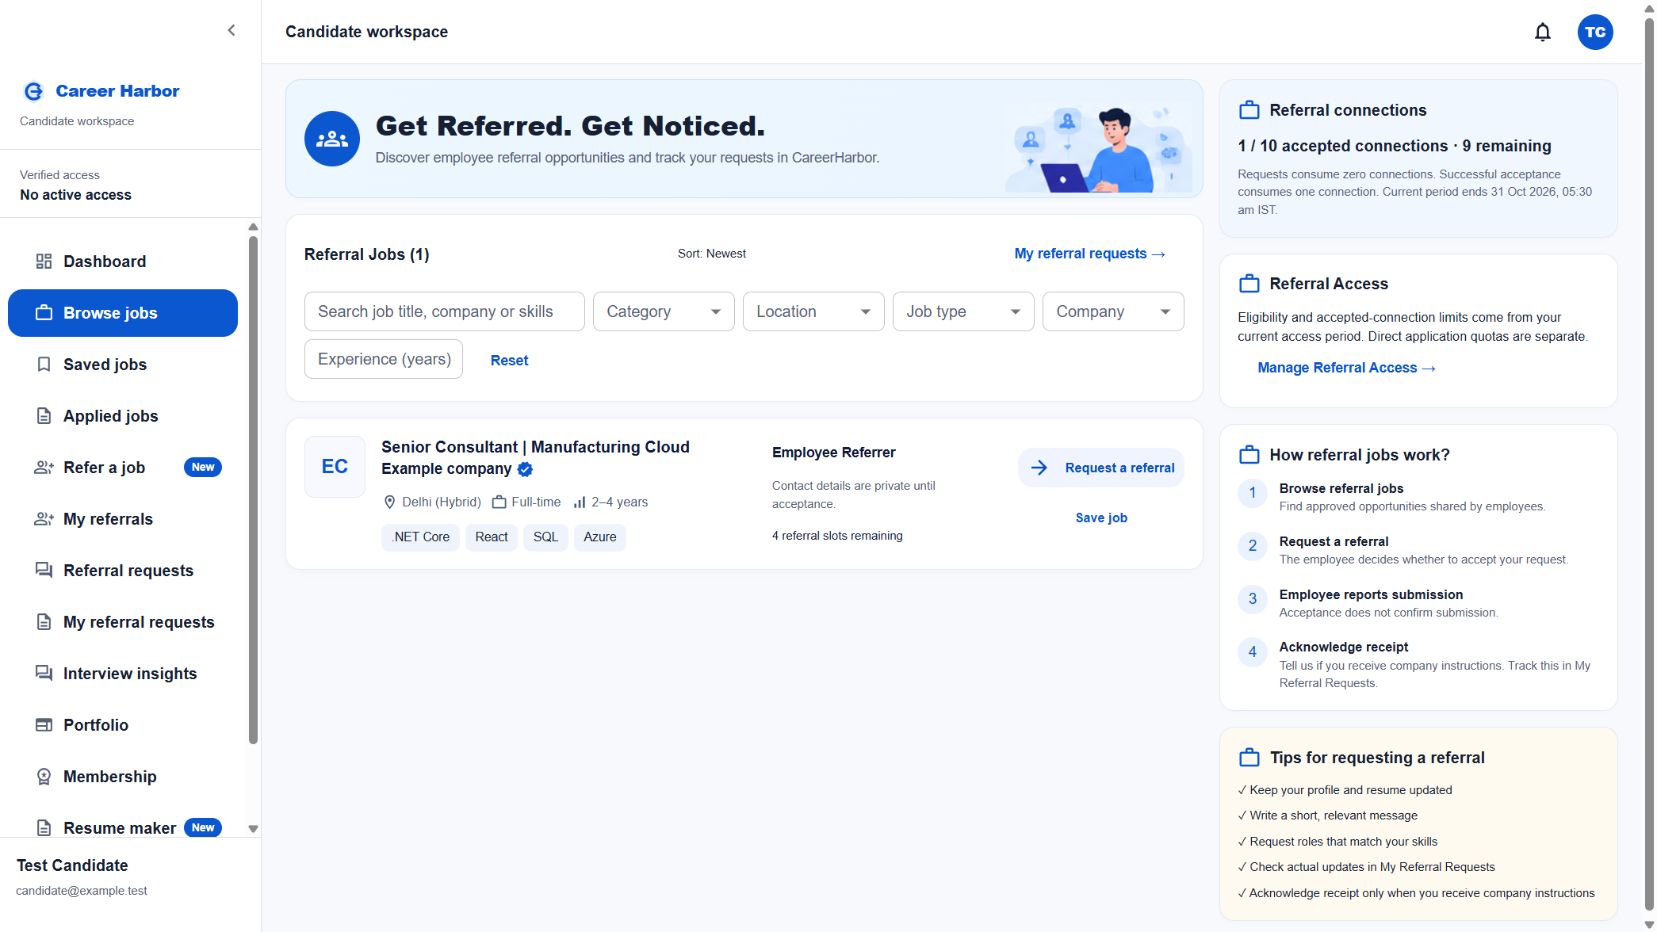 Career Harbor
Candidate workspace
Verified access
No active access
Dashboard
Browse jobs
Saved jobs
Applied jobs
Refer a job New
My referrals
Referral requests
My referral requests
Interview insights
Portfolio
Membership
Resume maker New
Test Candidate
candidate@example.test
Candidate workspace
TC
Get Referred. Get Noticed.
Discover employee referral opportunities and track your requests in CareerHarbor.
Referral Jobs (1)
Sort: Newest
My referral requests →
Search job title, company or skills
Category
Location
Job type
Company
Experience (years)
Reset
EC
Senior Consultant | Manufacturing Cloud
Example company
Delhi (Hybrid) Full-time 2–4 years
.NET Core React SQL Azure
Employee Referrer
Contact details are private until
acceptance.
4 referral slots remaining
Request a referral
Save job
Referral connections
1 / 10 accepted connections · 9 remaining
Requests consume zero connections. Successful acceptance
consumes one connection. Current period ends 31 Oct 2026, 05:30
am IST.
Referral Access
Eligibility and accepted-connection limits come from your
current access period. Direct application quotas are separate.
Manage Referral Access →
How referral jobs work?
1 Browse referral jobs
Find approved opportunities shared by employees.
2 Request a referral
The employee decides whether to accept your request.
3 Employee reports submission
Acceptance does not confirm submission.
4 Acknowledge receipt
Tell us if you receive company instructions. Track this in My
Referral Requests.
Tips for requesting a referral
✓ Keep your profile and resume updated
✓ Write a short, relevant message
✓ Request roles that match your skills
✓ Check actual updates in My Referral Requests
✓ Acknowledge receipt only when you receive company instructions